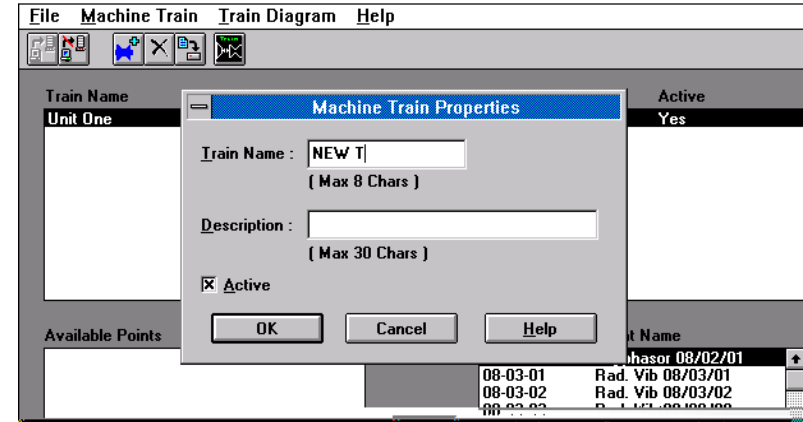 File Machine Train Train Diagram Help
Train
Train Name Active
Unit One Yes
Machine Train Properties
Train Name : NEW T
( Max 8 Chars )
Description :
( Max 30 Chars )
Active
OK Cancel Help
Available Points t Name
hasor 08/02/01
08-03-01 Rad. Vib 08/03/01
08-03-02 Rad. Vib 08/03/02